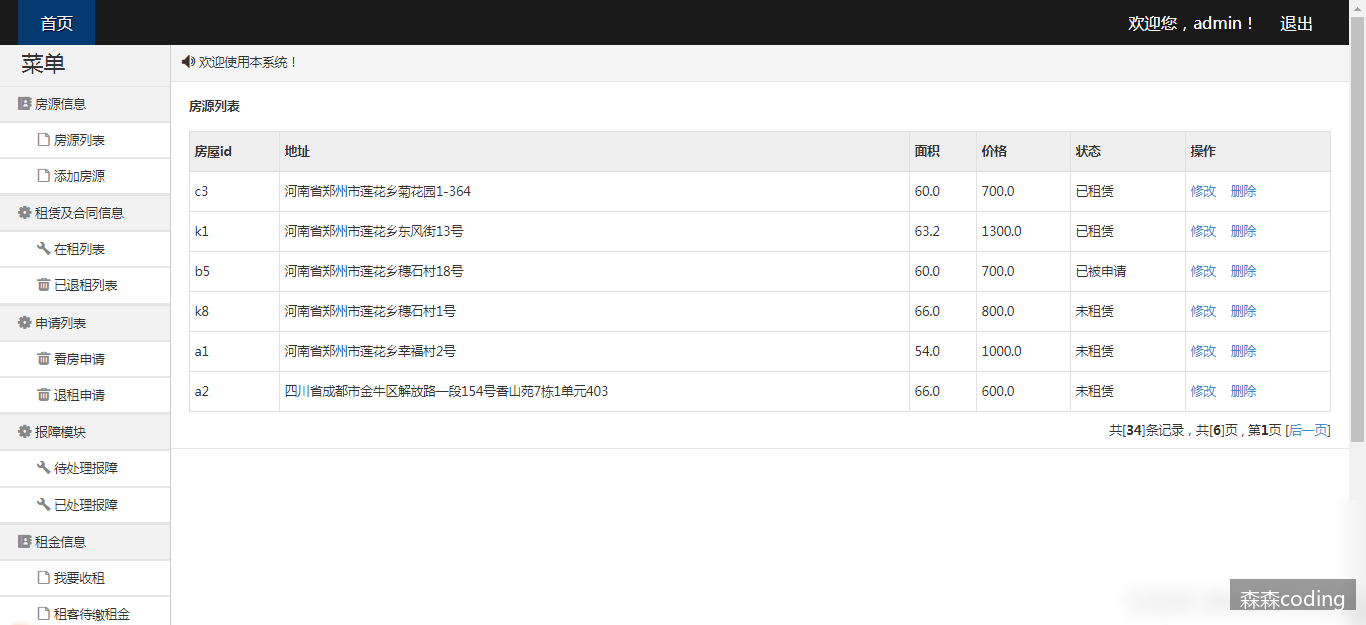 首页
欢迎您，admin！ 退出
菜单
欢迎使用本系统！
房源信息
房源列表
添加房源
租赁及合同信息
在租列表
已退租列表
申请列表
看房申请
退租申请
报障模块
待处理报障
已处理报障
租金信息
我要收租
租客待缴租金
房源列表
房屋id 地址 面积 价格 状态 操作
c3 河南省郑州市莲花乡菊花园1-364 60.0 700.0 已租赁 修改 删除
k1 河南省郑州市莲花乡东风街13号 63.2 1300.0 已租赁 修改 删除
b5 河南省郑州市莲花乡穗石村18号 60.0 700.0 已被申请 修改 删除
k8 河南省郑州市莲花乡穗石村1号 66.0 800.0 未租赁 修改 删除
a1 河南省郑州市莲花乡幸福村2号 54.0 1000.0 未租赁 修改 删除
a2 四川省成都市金牛区解放路一段154号香山苑7栋1单元403 66.0 600.0 未租赁 修改 删除
共[34]条记录，共[6]页 , 第1页 [后一页]
森森coding